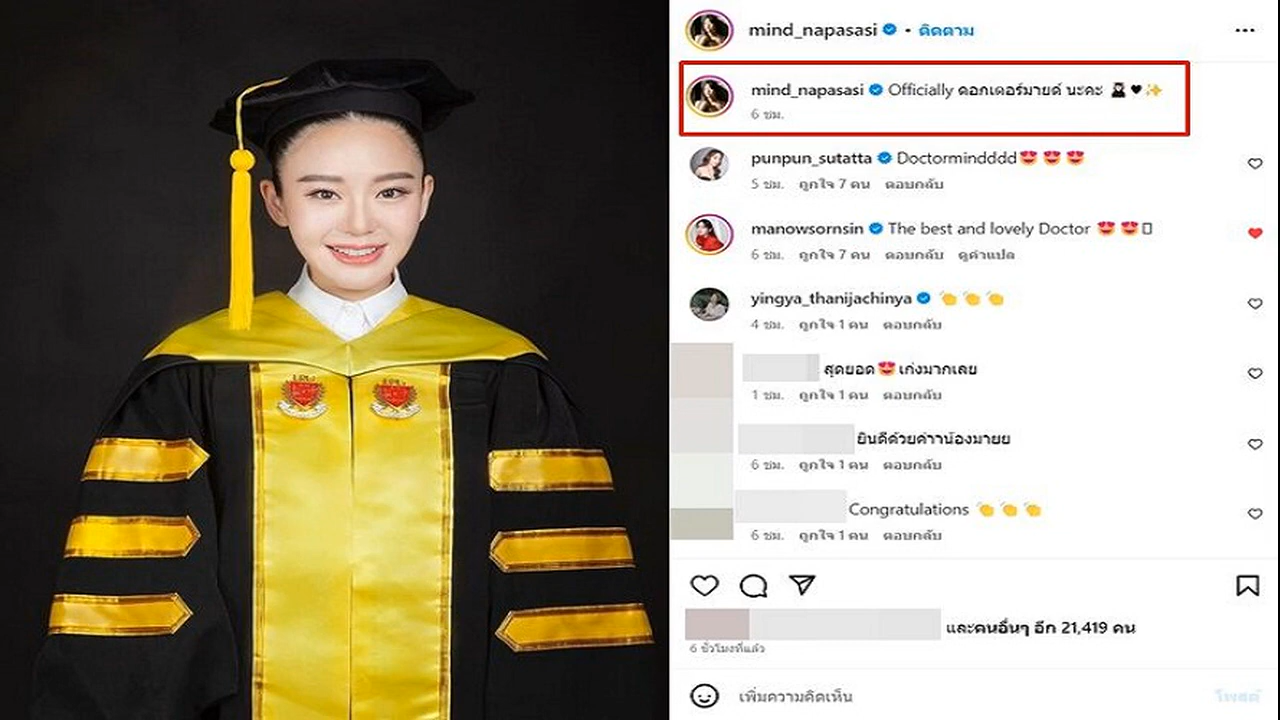 mind_napasasi • ติดตาม
mind_napasasi Officially ดอกเตอร์มายด์ นะคะ
6 ชม.
punpun_sutatta Doctormindddd
5 ชม. ถูกใจ 7 คน ตอบกลับ
manowsornsin The best and lovely Doctor
6 ชม. ถูกใจ 7 คน ตอบกลับ ดูคำแปล
yingya_thanijachinya
4 ชม. ถูกใจ 1 คน ตอบกลับ
สุดยอด เก่งมากเลย
1 ชม. ถูกใจ 1 คน ตอบกลับ
ยินดีด้วยค่าาน้องมายย
6 ชม. ถูกใจ 1 คน ตอบกลับ
Congratulations
6 ชม. ถูกใจ 1 คน ตอบกลับ
และคนอื่นๆ อีก 21,419 คน
6 ชั่วโมงที่แล้ว
เพิ่มความคิดเห็น
โพสต์